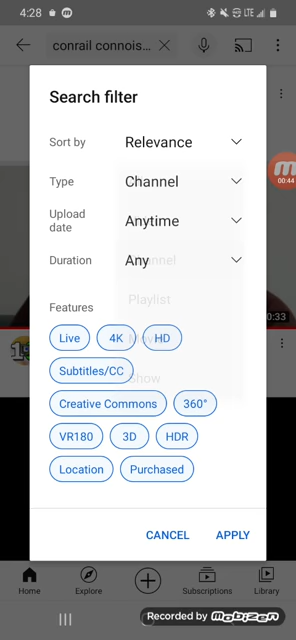 4:28
LTE
conrail connois...
Search filter
Sort by Relevance
Type Channel
Upload date Anytime
Duration Any
Channel
Playlist
Movie
Show
00:44
0:33
Features
Live 4K HD
Subtitles/CC
Creative Commons 360°
VR180 3D HDR
Location Purchased
CANCEL APPLY
Home Explore Subscriptions Library
Recorded by Mobizen